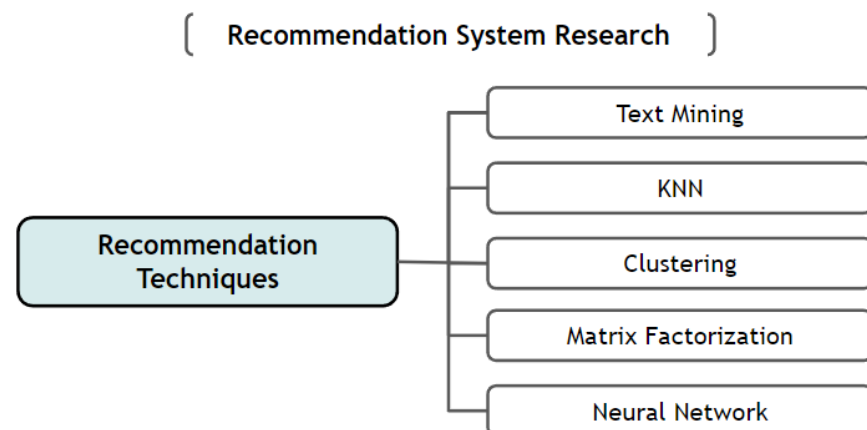 Recommendation System Research
Recommendation
Techniques
Text Mining
KNN
Clustering
Matrix Factorization
Neural Network